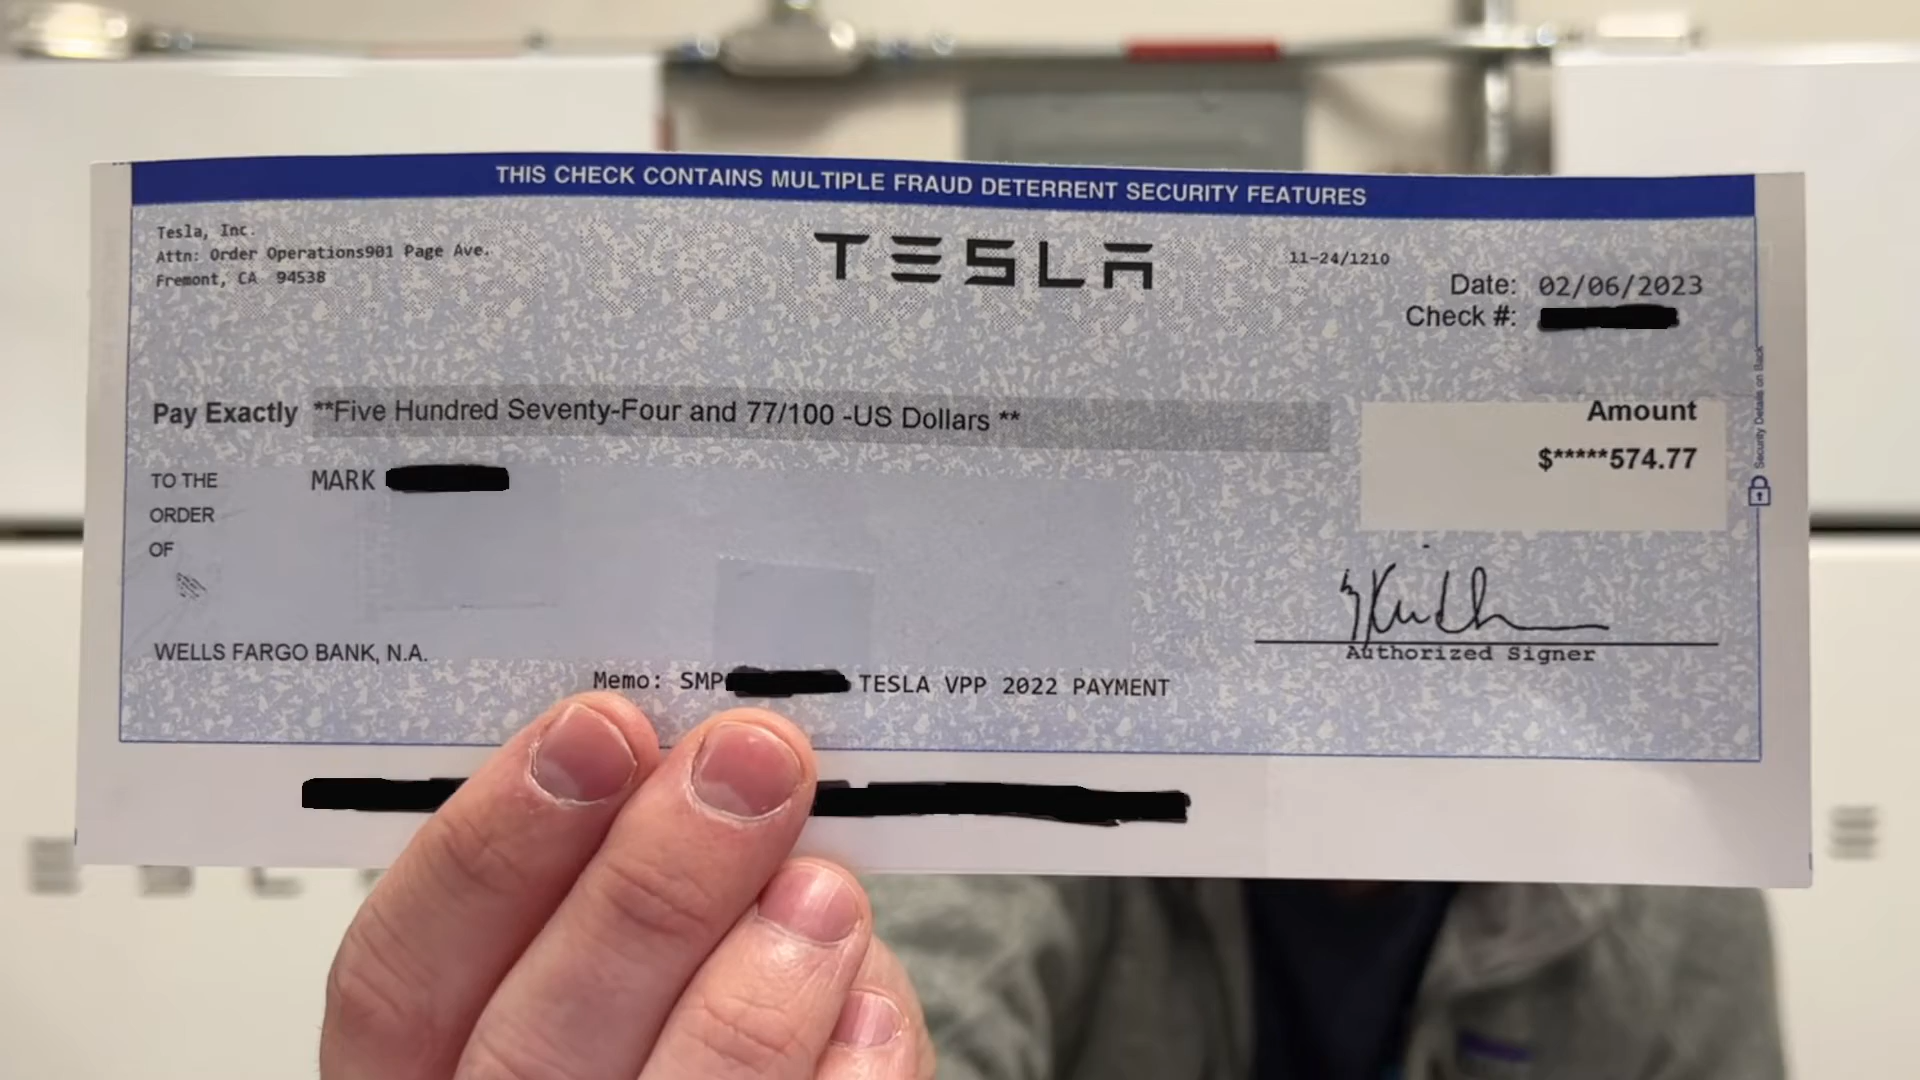 THIS CHECK CONTAINS MULTIPLE FRAUD DETERRENT SECURITY FEATURES
Tesla, Inc.
Attn: Order Operations901 Page Ave.
Fremont, CA 94538
TESLA
11-24/1210
Date: 02/06/2023
Check #:
Pay Exactly **Five Hundred Seventy-Four and 77/100 -US Dollars **
Amount
$*****574.77
TO THE
ORDER
OF
MARK
Security Details on Back
WELLS FARGO BANK, N.A.
Authorized Signer
Memo: SMP TESLA VPP 2022 PAYMENT